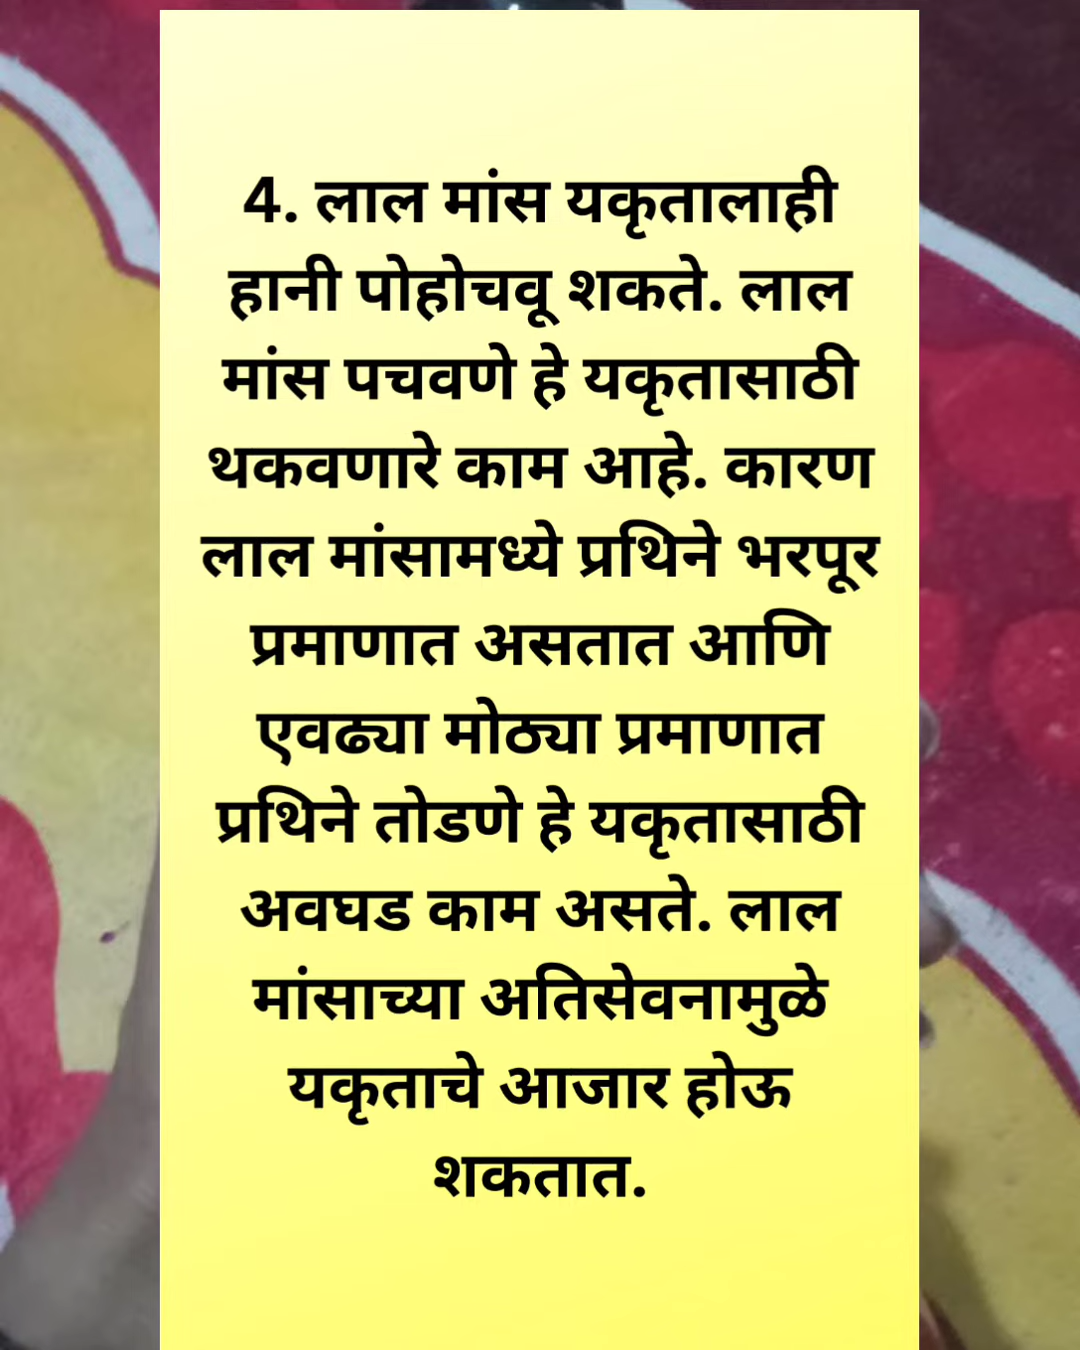 4. लाल मांस यकृतालाही
हानी पोहोचवू शकते. लाल
मांस पचवणे हे यकृतासाठी
थकवणारे काम आहे. कारण
लाल मांसामध्ये प्रथिने भरपूर
प्रमाणात असतात आणि
एवढ्या मोठ्या प्रमाणात
प्रथिने तोडणे हे यकृतासाठी
अवघड काम असते. लाल
मांसाच्या अतिसेवनामुळे
यकृताचे आजार होऊ
शकतात.